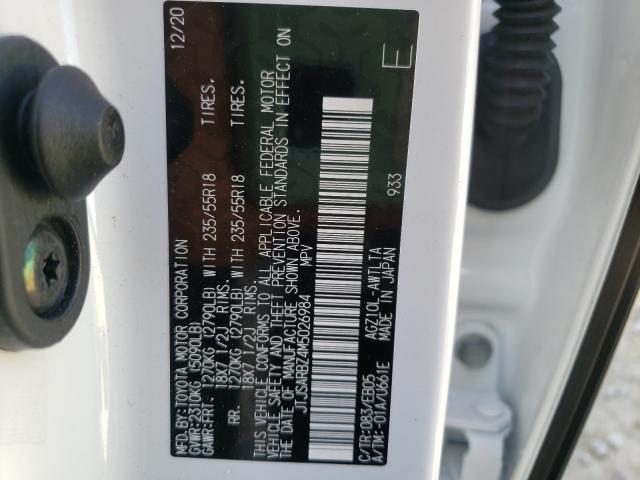 MFD.BY:TOYOTA MOTOR CORPORATION 12/20
GVWR:2310KG (5090LB)
GAWR:FRT. 1270KG (2790LB) WITH 235/55R18 TIRES.
18X7 1/2J RIMS.
RR. 1270KG (2790LB) WITH 235/55R18 TIRES.
18X7 1/2J RIMS.
THIS VEHICLE CONFORMS TO ALL APPLICABLE FEDERAL MOTOR
VEHICLE SAFETY AND THEFT PREVENTION STANDARDS IN EFFECT ON
THE DATE OF MANUFACTURE SHOWN ABOVE.
JTJSARBZ4M5026984 MPV
E
C/TR:083/EB05 AGZ10L-AWTLTA 933
A/TM:-01A/U661E MADE IN JAPAN